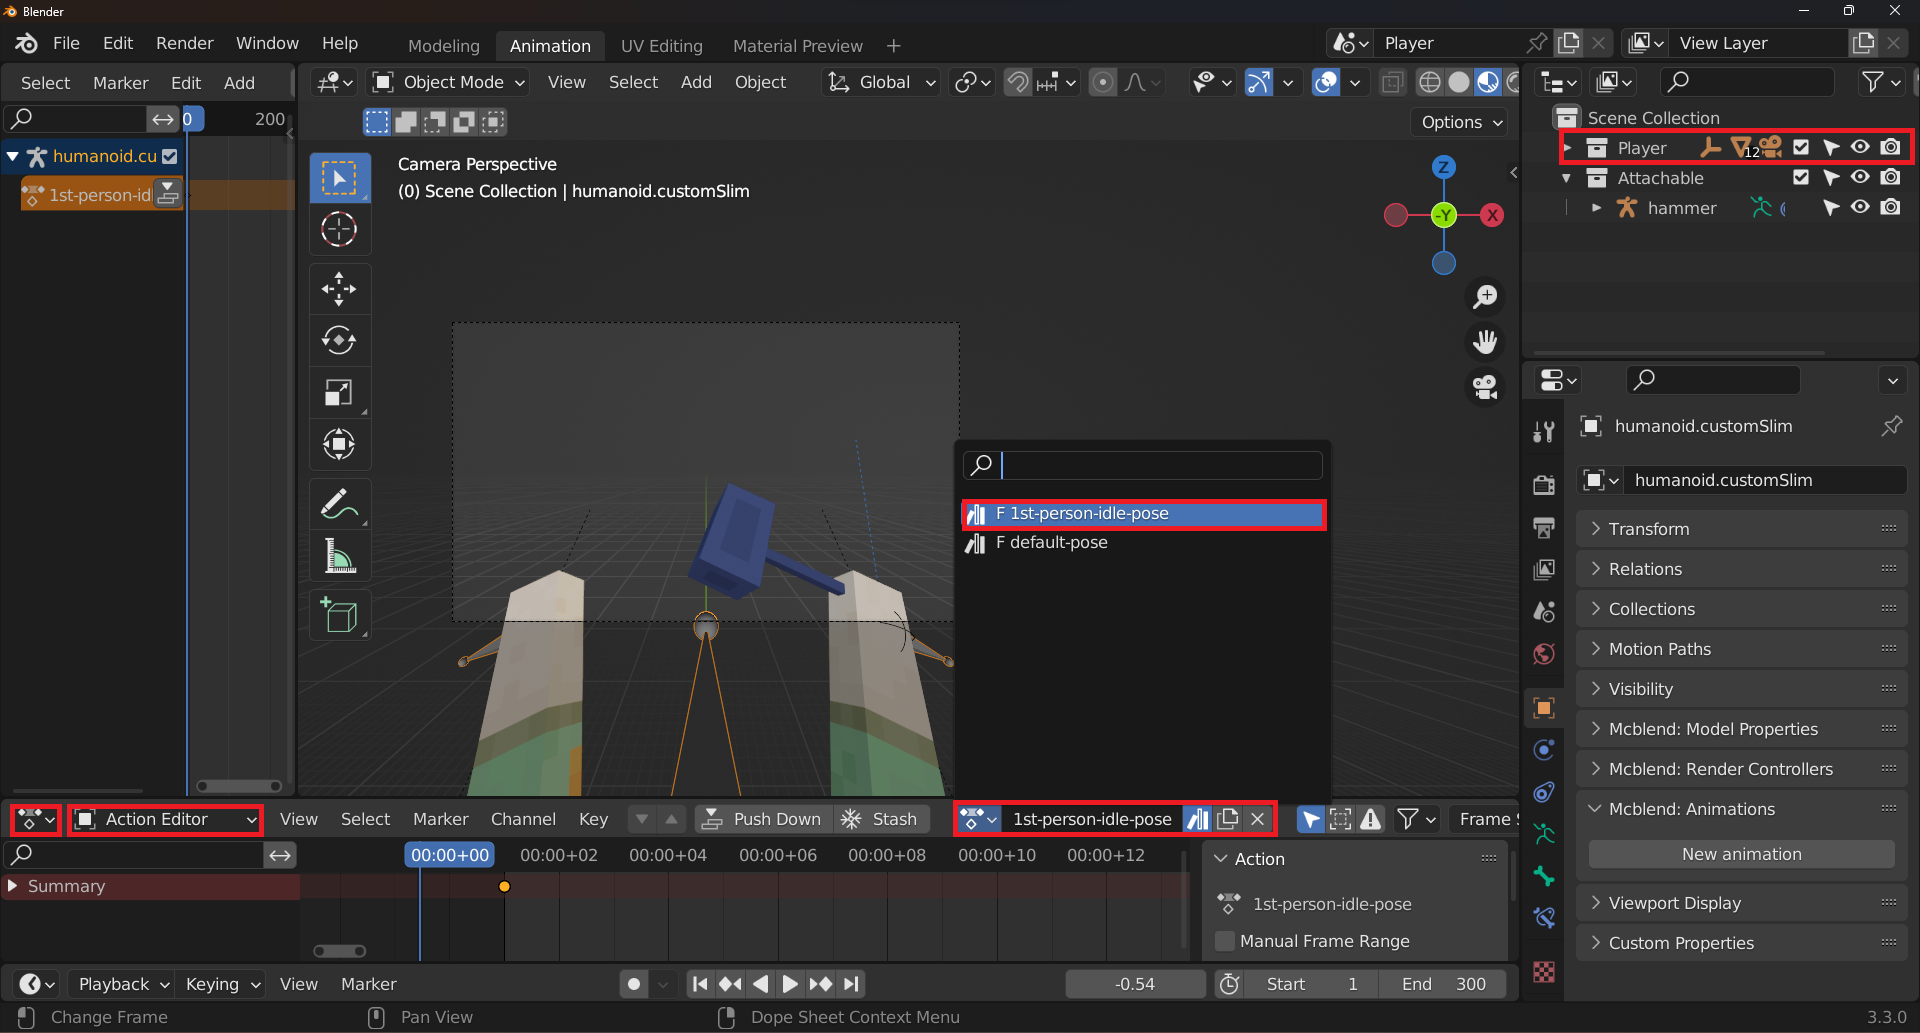 Blender
File Edit Render Window Help Modeling Animation UV Editing Material Preview + Player View Layer
Select Marker Edit Add Object Mode View Select Add Object Global
0 200 Options
Scene Collection
humanoid.cu Camera Perspective Z Player 12
1st-person-idl (0) Scene Collection | humanoid.customSlim Attachable
-Y X hammer
humanoid.customSlim
humanoid.customSlim
F 1st-person-idle-pose
F default-pose
Transform
Relations
Collections
Motion Paths
Visibility
Mcblend: Model Properties
Mcblend: Render Controllers
Mcblend: Animations
New animation
Viewport Display
Custom Properties
Action Editor View Select Marker Channel Key Push Down Stash 1st-person-idle-pose Frame
00:00+00 00:00+02 00:00+04 00:00+06 00:00+08 00:00+10 00:00+12 Action
Summary
1st-person-idle-pose
Manual Frame Range
Playback Keying View Marker -0.54 Start 1 End 300
Change Frame Pan View Dope Sheet Context Menu 3.3.0